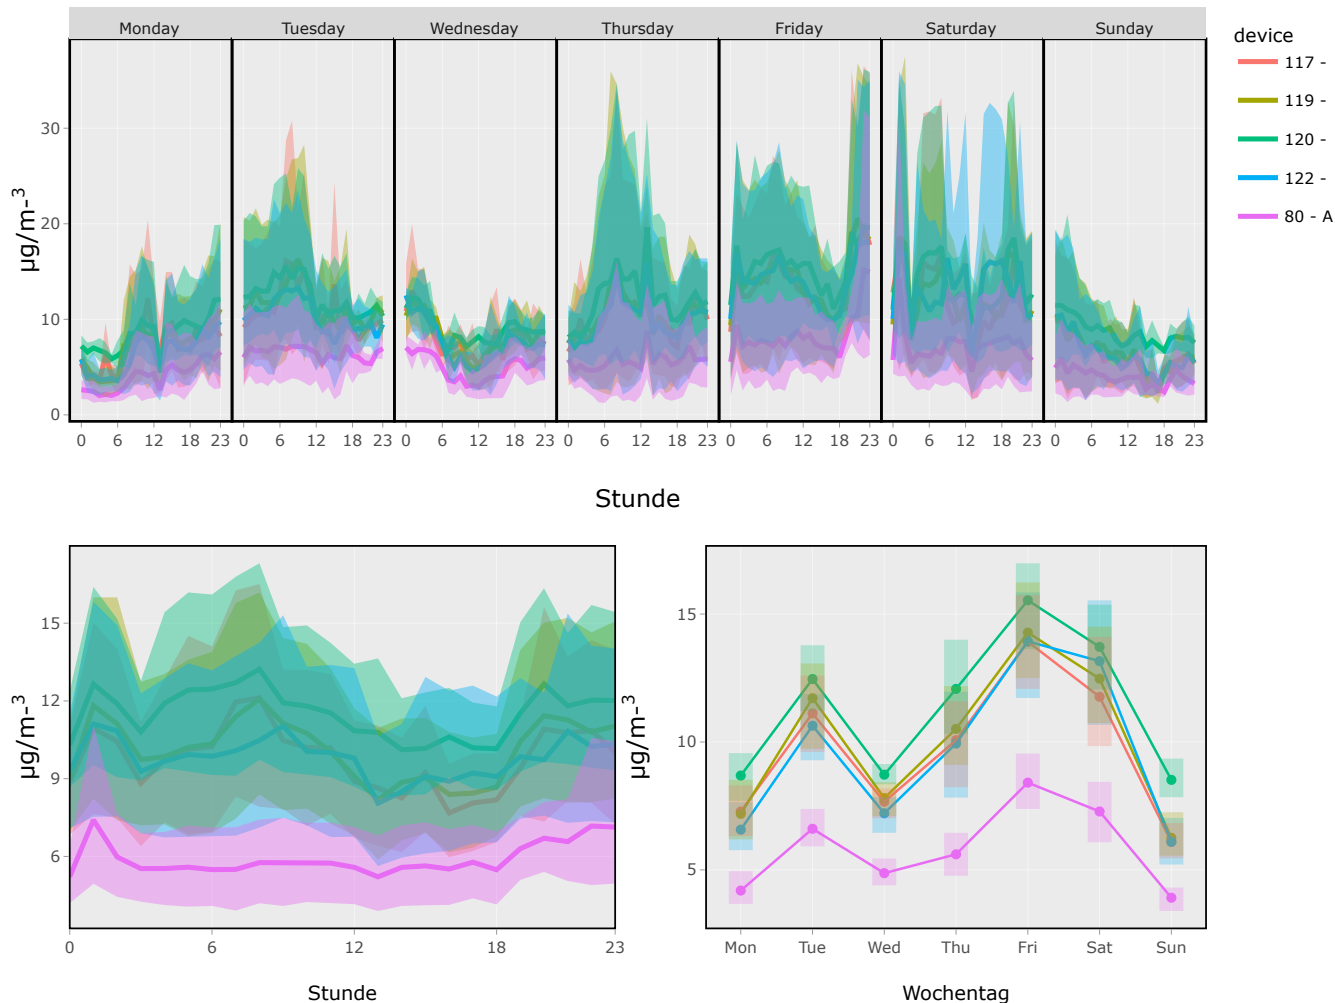 Monday Tuesday Wednesday Thursday Friday Saturday Sunday
device
117 -
119 -
120 -
122 -
80 - A
µg/m-³
30
20
10
0
0 6 12 18 23 0 6 12 18 23 0 6 12 18 23 0 6 12 18 23 0 6 12 18 23 0 6 12 18 23 0 6 12 18 23
Stunde
µg/m-³
15
12
9
6
0 6 12 18 23
Stunde
µg/m-³
15
10
5
Mon Tue Wed Thu Fri Sat Sun
Wochentag